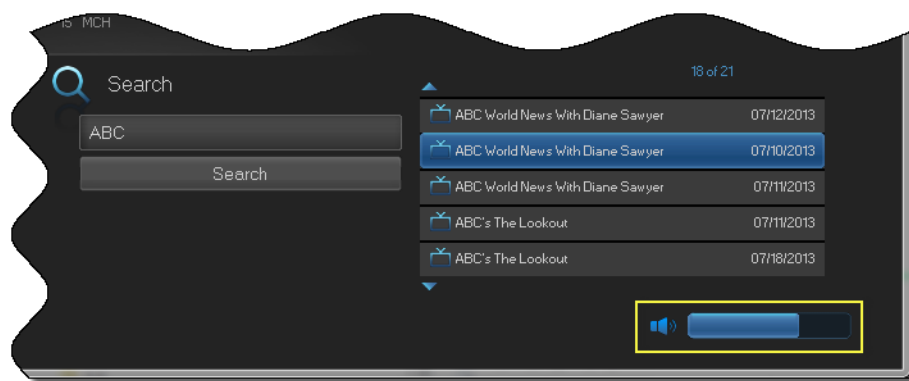 15 MCH
Search
ABC
Search
18 of 21
ABC World News With Diane Sawyer 07/12/2013
ABC World News With Diane Sawyer 07/10/2013
ABC World News With Diane Sawyer 07/11/2013
ABC's The Lookout 07/11/2013
ABC's The Lookout 07/18/2013